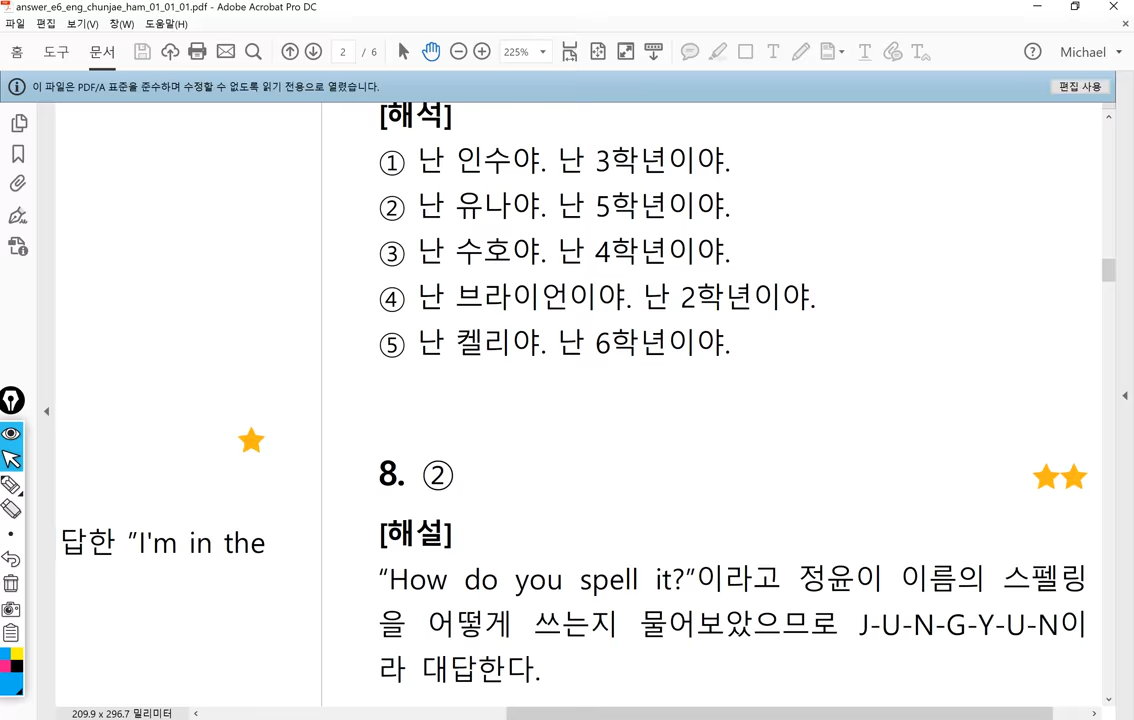 answer_e6_eng_chunjae_ham_01_01_01.pdf - Adobe Acrobat Pro DC
파일 편집 보기(V) 창(W) 도움말(H)
홈 도구 문서 2 / 6 225% Michael
이 파일은 PDF/A 표준을 준수하며 수정할 수 없도록 읽기 전용으로 열렸습니다. 편집 사용
[해석]
① 난 인수야. 난 3학년이야.
② 난 유나야. 난 5학년이야.
③ 난 수호야. 난 4학년이야.
④ 난 브라이언이야. 난 2학년이야.
⑤ 난 켈리야. 난 6학년이야.
8. ②
답한 "I'm in the
[해설]
“How do you spell it?”이라고 정윤이 이름의 스펠링
을 어떻게 쓰는지 물어보았으므로 J-U-N-G-Y-U-N이
라 대답한다.
209.9 x 296.7 밀리미터